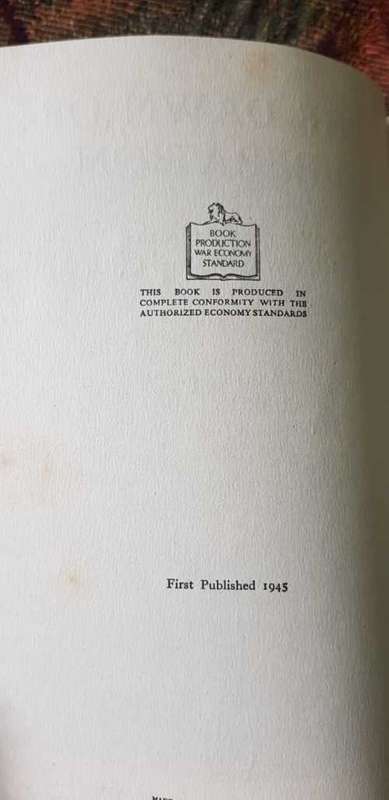 BOOK
PRODUCTION
WAR ECONOMY
STANDARD
THIS BOOK IS PRODUCED IN
COMPLETE CONFORMITY WITH THE
AUTHORIZED ECONOMY STANDARDS
First Published 1945